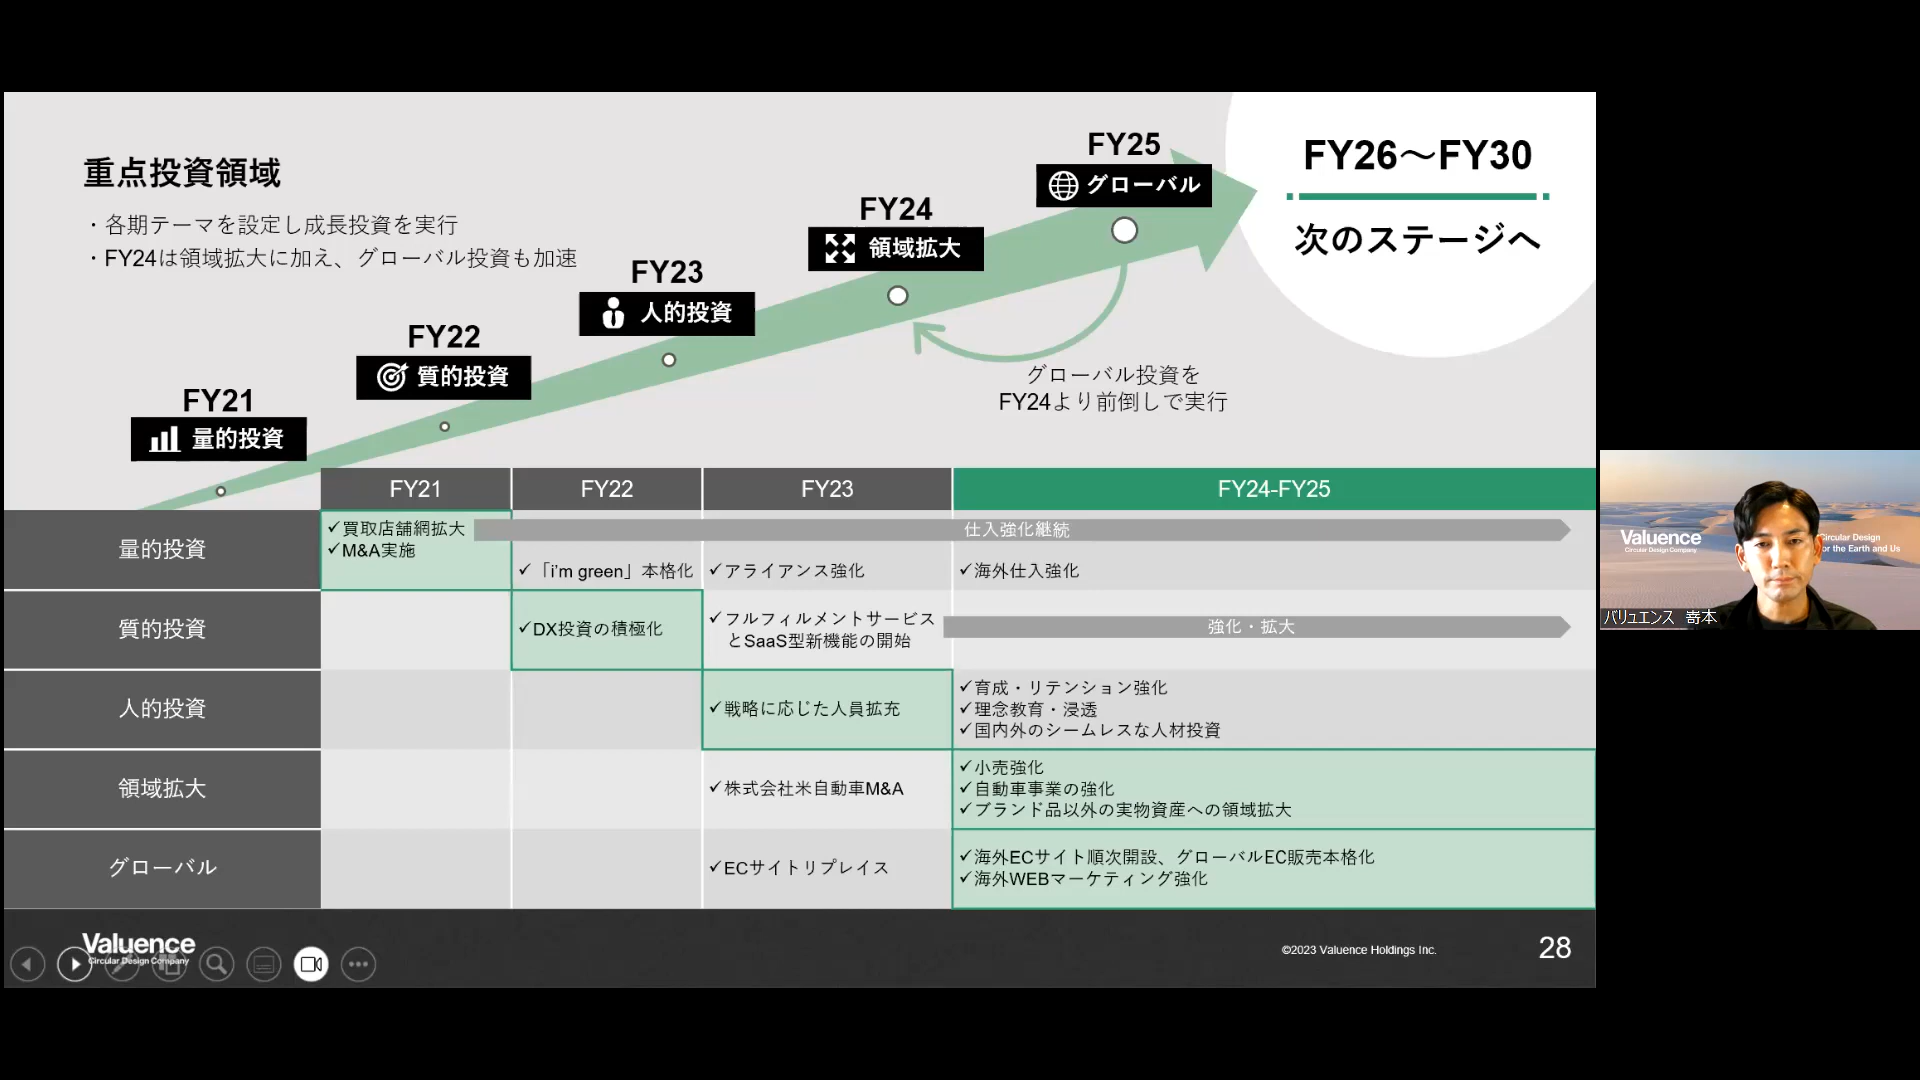 重点投資領域
・各期テーマを設定し成長投資を実行
・FY24は領域拡大に加え、グローバル投資も加速
FY21
量的投資
FY22
質的投資
FY23
人的投資
FY24
領域拡大
FY25
グローバル
FY26～FY30
次のステージへ
グローバル投資を
FY24より前倒しで実行
FY21
FY22
FY23
FY24-FY25
量的投資
✓買取店舗網拡大
✓M&A実施
仕入強化継続
✓「i'm green」本格化
✓アライアンス強化
✓海外仕入強化
質的投資
✓DX投資の積極化
✓フルフィルメントサービス
とSaaS型新機能の開始
強化・拡大
人的投資
✓戦略に応じた人員拡充
✓育成・リテンション強化
✓理念教育・浸透
✓国内外のシームレスな人材投資
領域拡大
✓株式会社米自動車M&A
✓小売強化
✓自動車事業の強化
✓ブランド品以外の実物資産への領域拡大
グローバル
✓ECサイトリプレイス
✓海外ECサイト順次開設、グローバルEC販売本格化
✓海外WEBマーケティング強化
Valuence
Circular Design Company
©2023 Valuence Holdings Inc.
28
Valuence
Circular Design Company
Circular Design
for the Earth and Us
バリュエンス 嵜本